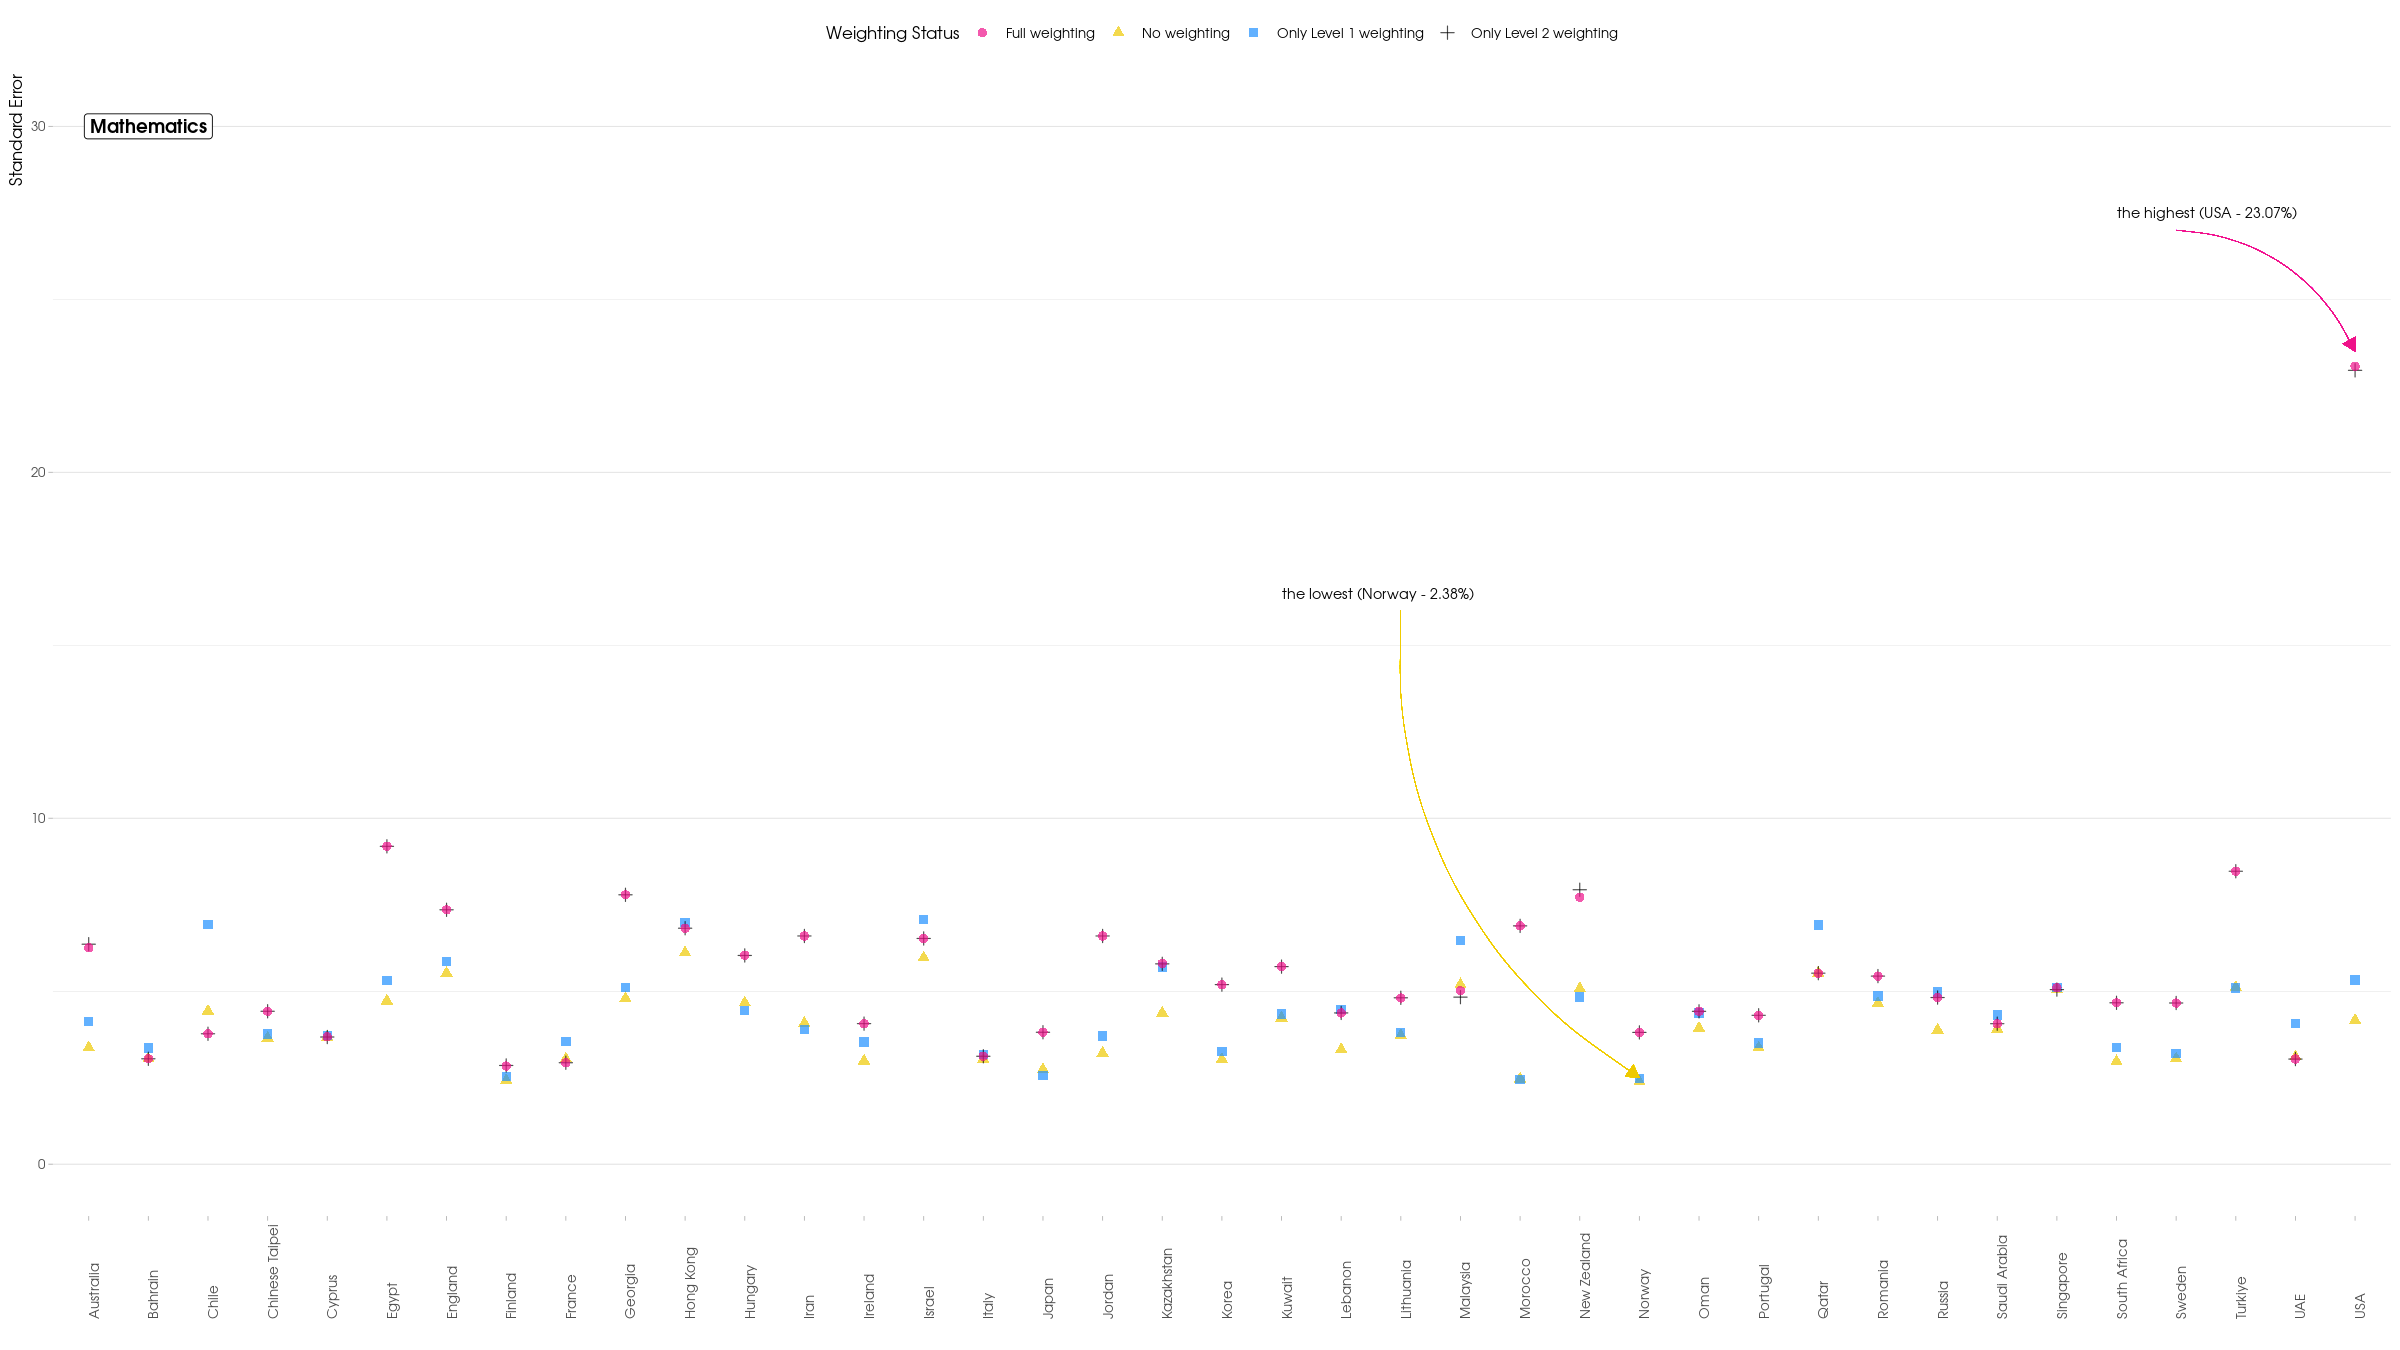 Weighting Status Full weighting No weighting Only Level 1 weighting Only Level 2 weighting
Standard Error
30
Mathematics
the highest (USA - 23.07%)
20
the lowest (Norway - 2.38%)
10
0
Australia
Bahrain
Chile
Chinese Taipei
Cyprus
Egypt
England
Finland
France
Georgia
Hong Kong
Hungary
Iran
Ireland
Israel
Italy
Japan
Jordan
Kazakhstan
Korea
Kuwait
Lebanon
Lithuania
Malaysia
Morocco
New Zealand
Norway
Oman
Portugal
Qatar
Romania
Russia
Saudi Arabia
Singapore
South Africa
Sweden
Turkiye
UAE
USA